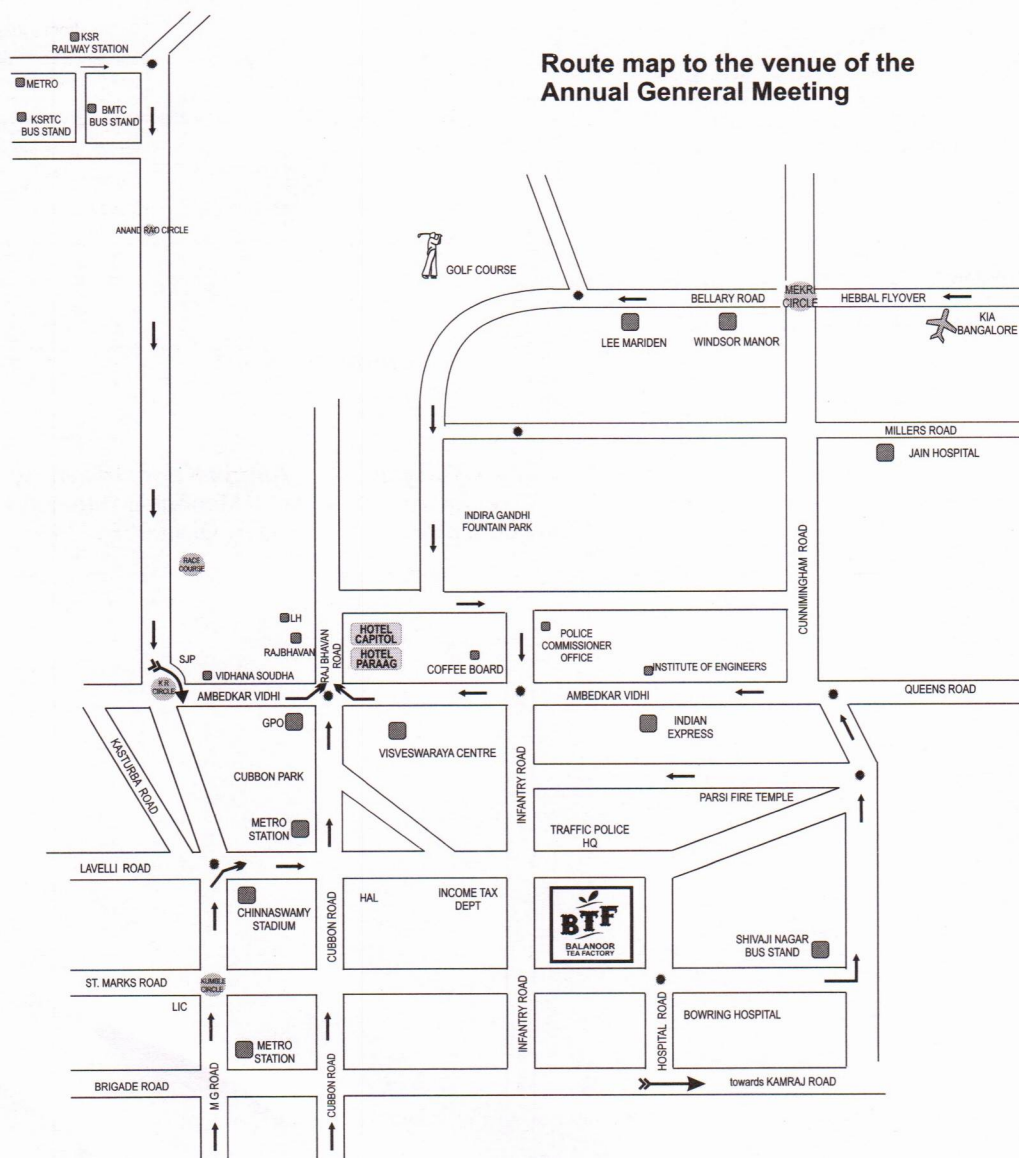 KSR
RAILWAY STATION
Route map to the venue of the
Annual Genreral Meeting
METRO
BMTC
BUS STAND
KSRTC
BUS STAND
ANAND RAO CIRCLE
GOLF COURSE
BELLARY ROAD
MEKRI
CIRCLE
HEBBAL FLYOVER
KIA
BANGALORE
LEE MARIDEN
WINDSOR MANOR
MILLERS ROAD
JAIN HOSPITAL
INDIRA GANDHI
FOUNTAIN PARK
CUNNIMINGHAM ROAD
RACE
COURSE
LH
RAJBHAVAN
RAJ BHAVAN
ROAD
HOTEL
CAPITOL
HOTEL
PARAAG
COFFEE BOARD
POLICE
COMMISSIONER
OFFICE
INSTITUTE OF ENGINEERS
SJP
VIDHANA SOUDHA
K R
CIRCLE
AMBEDKAR VIDHI
AMBEDKAR VIDHI
QUEENS ROAD
GPO
VISVESWARAYA CENTRE
INDIAN
EXPRESS
KASTURBA ROAD
CUBBON PARK
INFANTRY ROAD
PARSI FIRE TEMPLE
METRO
STATION
TRAFFIC POLICE
HQ
LAVELLI ROAD
CHINNASWAMY
STADIUM
CUBBON ROAD
HAL
INCOME TAX
DEPT
BTF
BALANOOR
TEA FACTORY
SHIVAJI NAGAR
BUS STAND
ST. MARKS ROAD
KUMBLE
CIRCLE
LIC
INFANTRY ROAD
HOSPITAL ROAD
BOWRING HOSPITAL
METRO
STATION
BRIGADE ROAD
M G ROAD
CUBBON ROAD
towards KAMRAJ ROAD